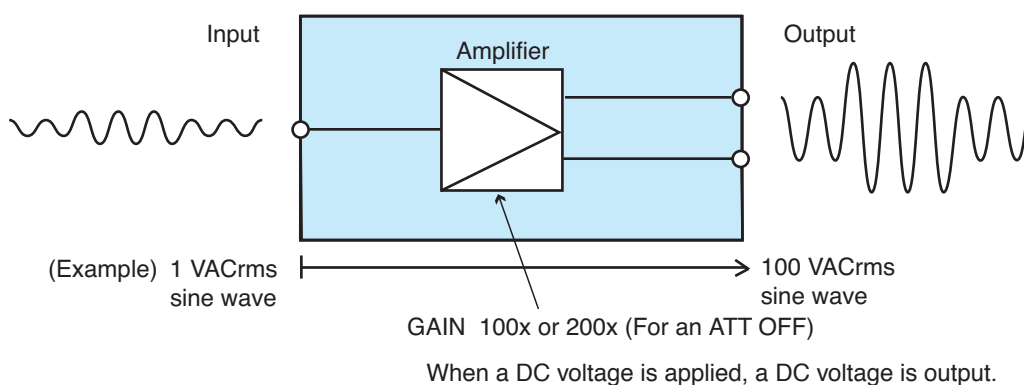 Input
Output
Amplifier
(Example) 1 VACrms
sine wave
100 VACrms
sine wave
GAIN 100x or 200x (For an ATT OFF)
When a DC voltage is applied, a DC voltage is output.